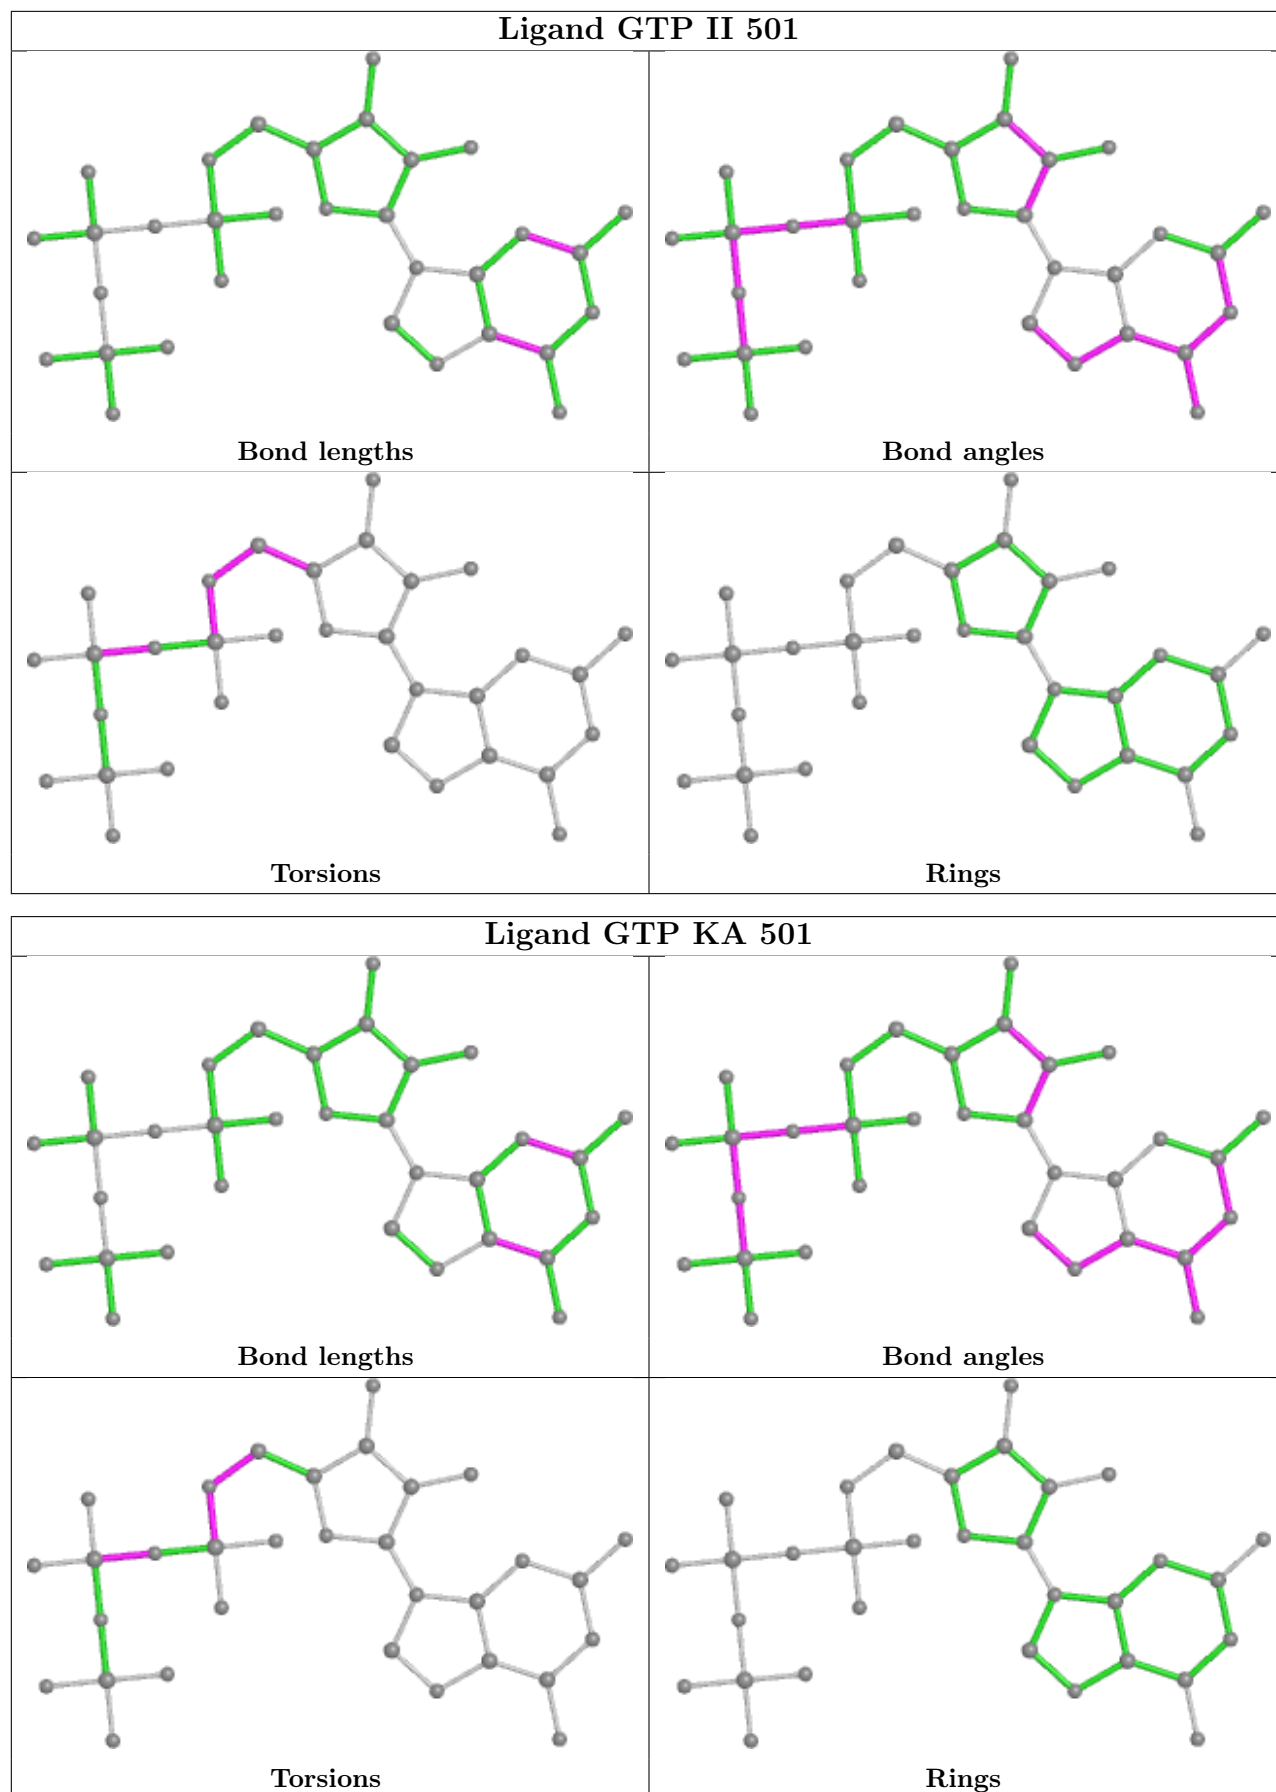 Ligand GTP II 501
Bond lengths
Bond angles
Torsions
Rings
Ligand GTP KA 501
Bond lengths
Bond angles
Torsions
Rings